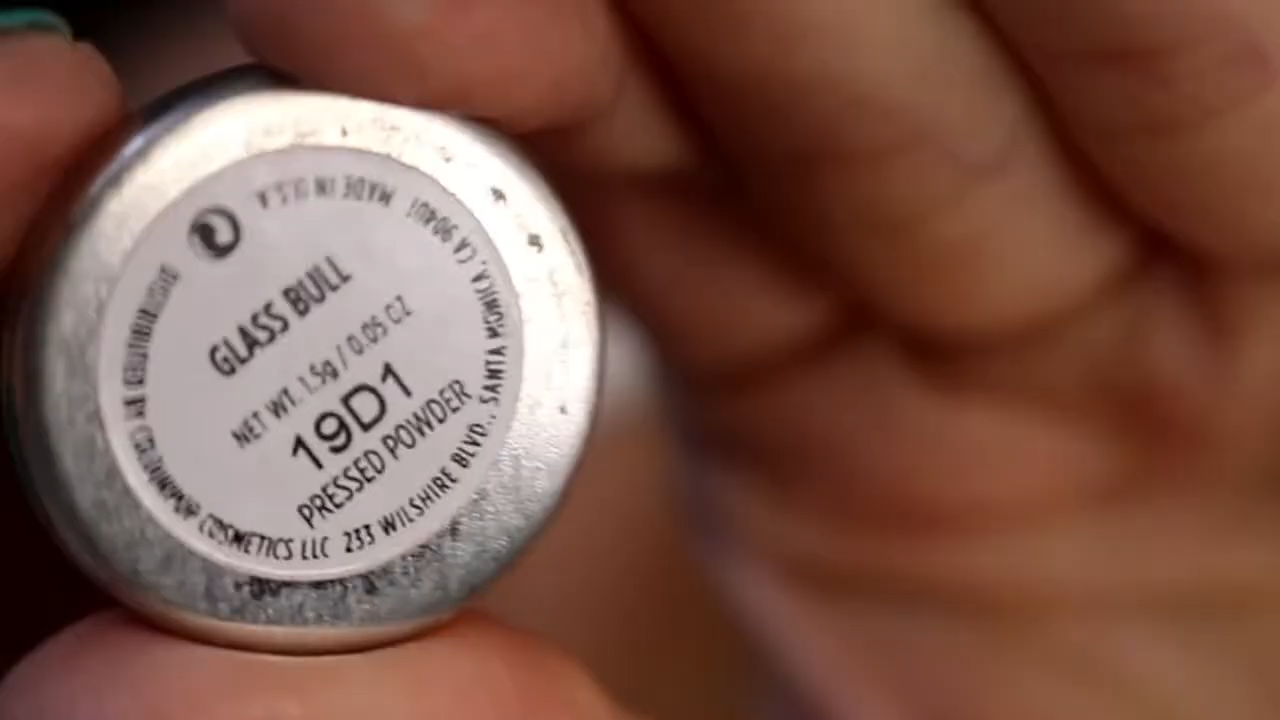 GLASS BULL
NET WT. 1.5g / 0.05 OZ
19D1
PRESSED POWDER
COLOURPOP COSMETICS LLC 233 WILSHIRE BLVD., SANTA MONICA, CA 90401
MADE IN U.S.A